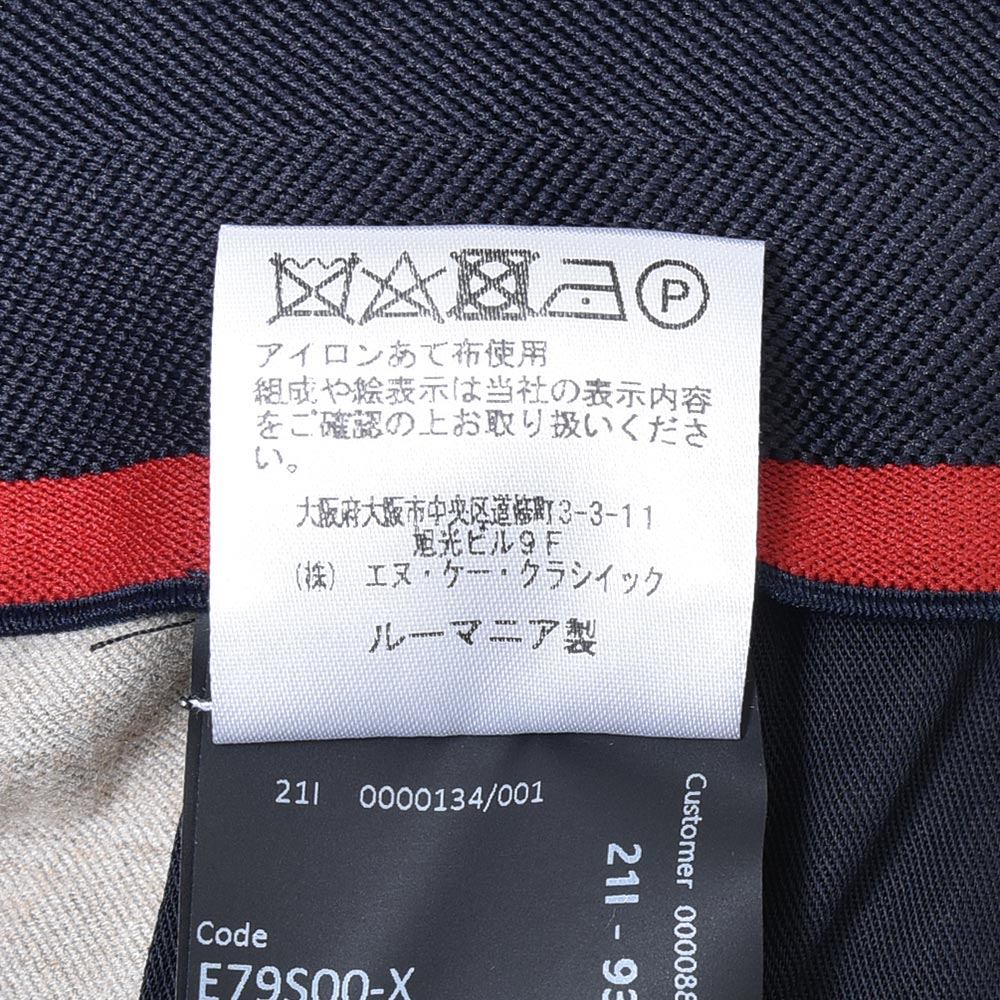 P
アイロンあて布使用
組成や絵表示は当社の表示内容
をご確認の上お取り扱いくださ
い。
大阪府大阪市中央区道修町3-3-11
旭光ビル9F
(株) エヌ・ケー・クラシイック
ルーマニア製
21I 0000134/001
Customer 000088
21I - 93
Code
E79S00-X